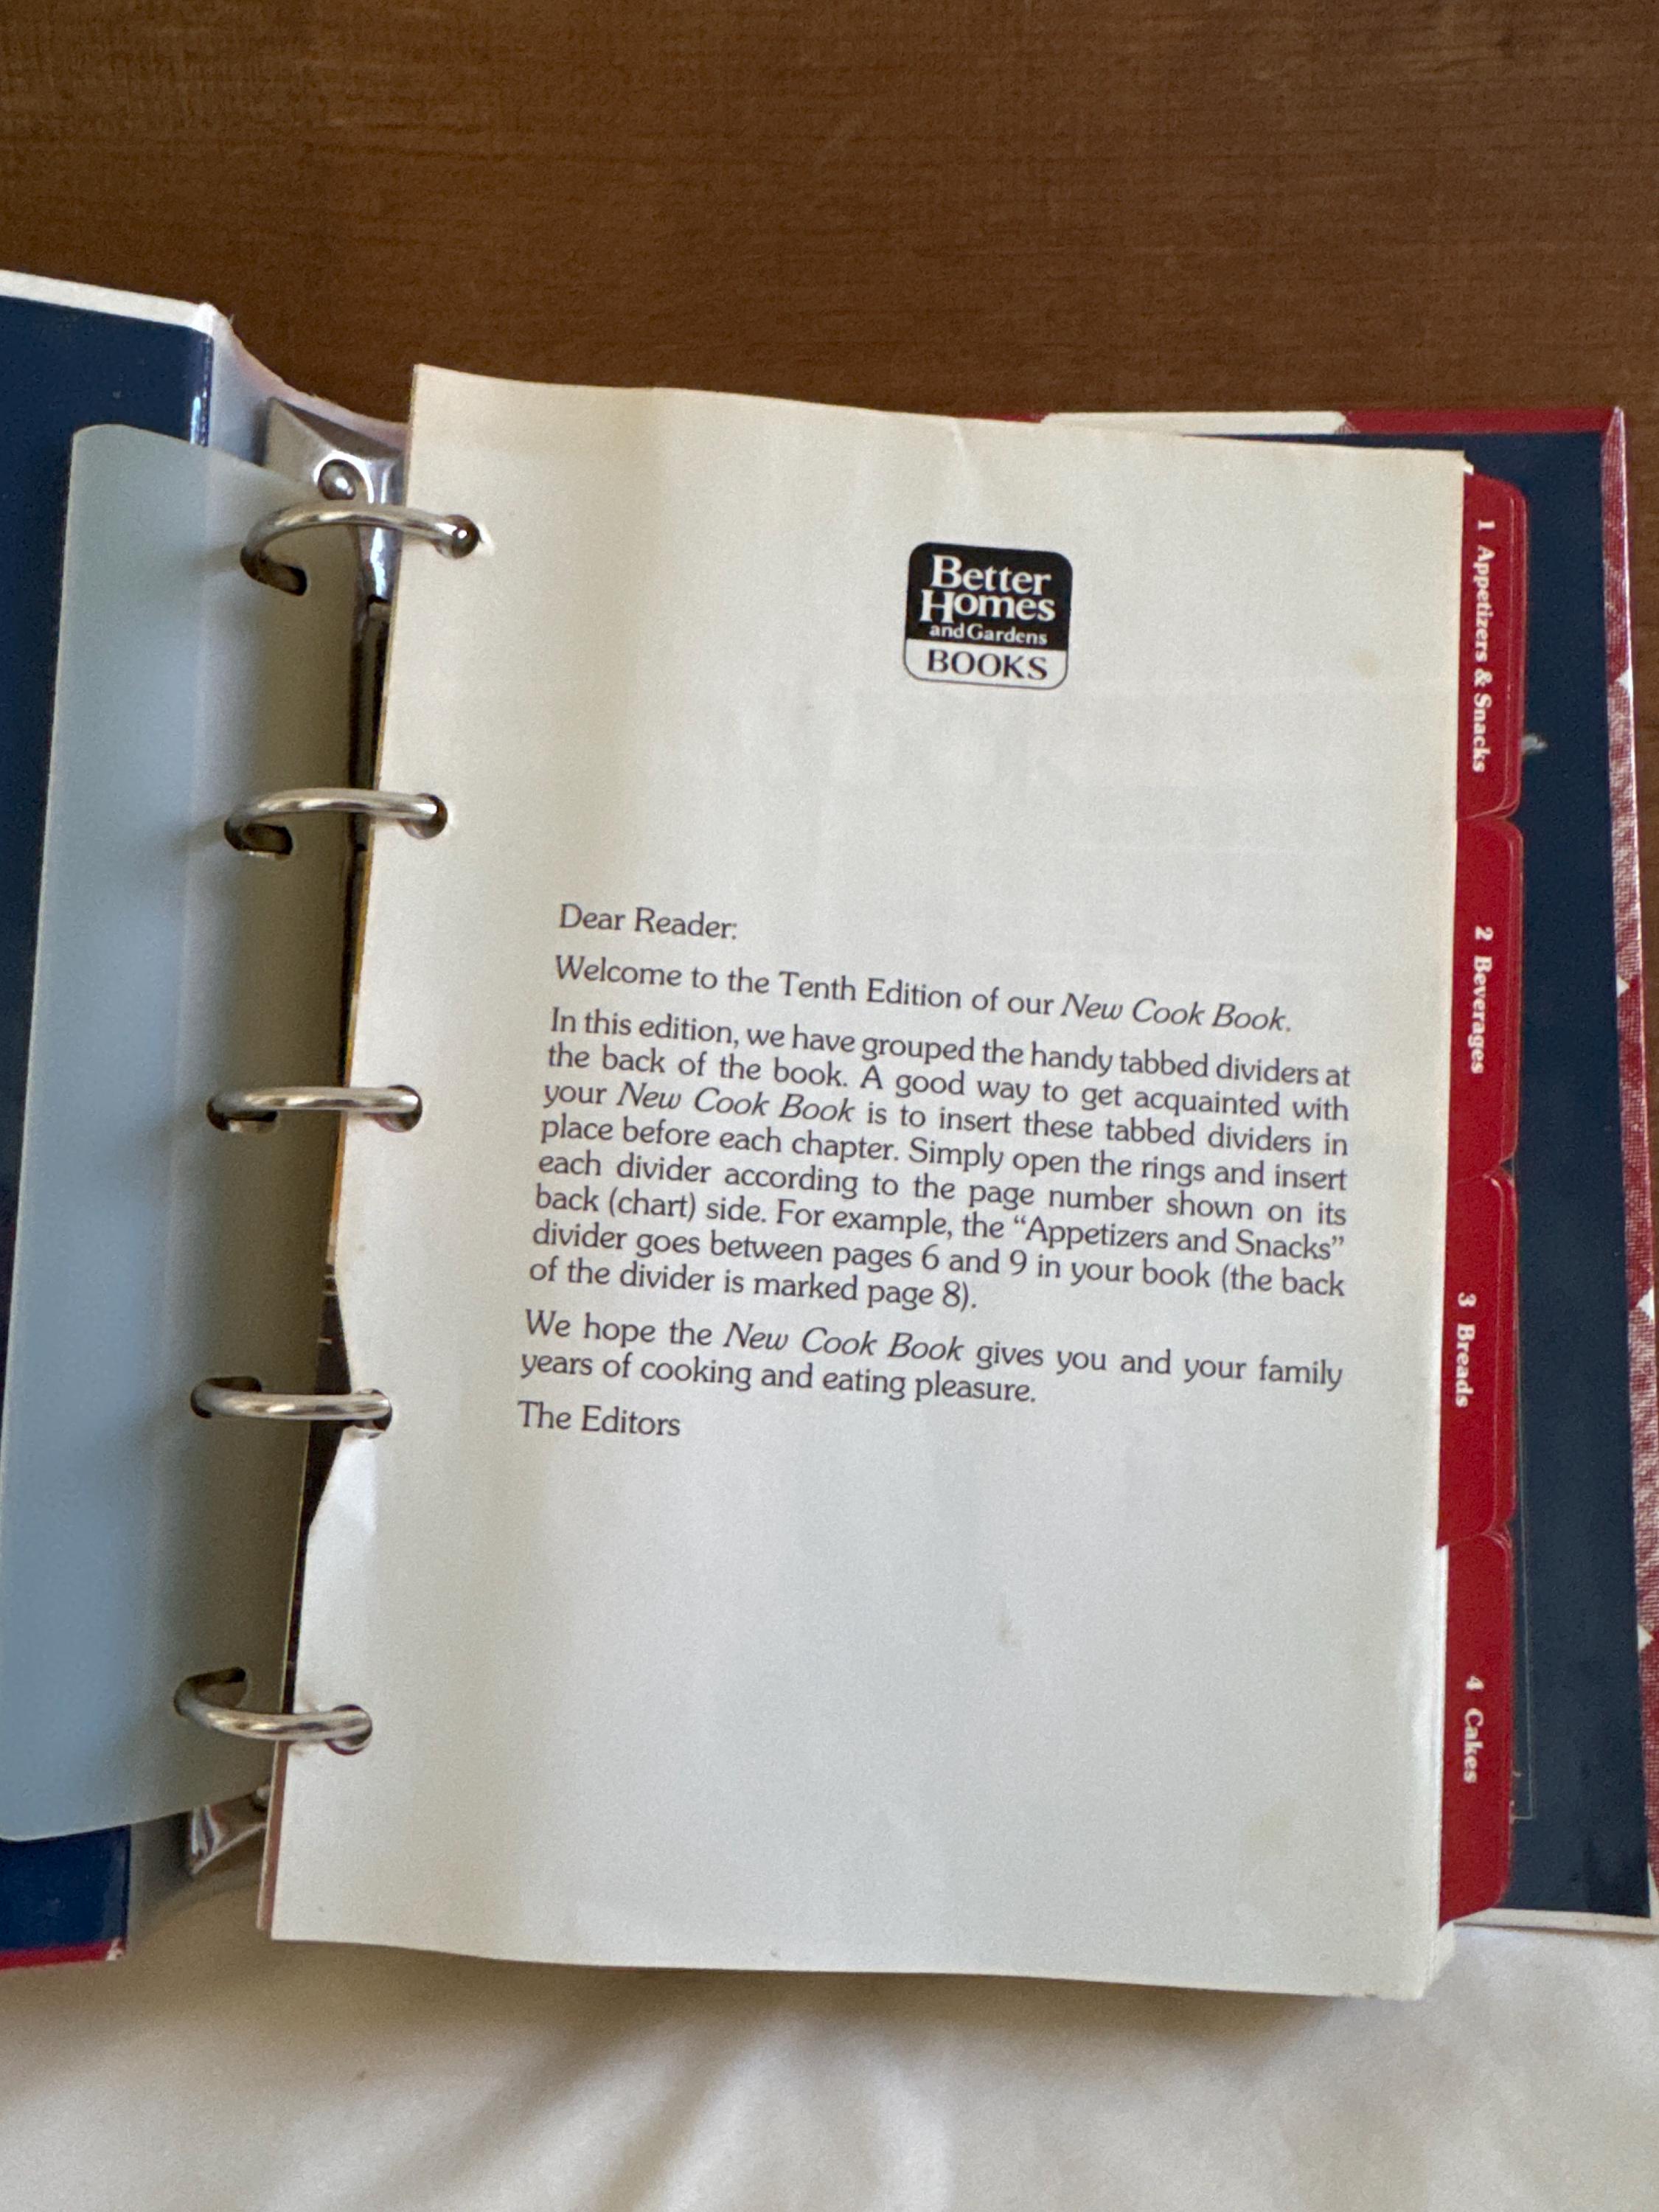 Better
Homes
and Gardens
BOOKS
Dear Reader:
Welcome to the Tenth Edition of our New Cook Book.
In this edition, we have grouped the handy tabbed dividers at
the back of the book. A good way to get acquainted with
your New Cook Book is to insert these tabbed dividers in
place before each chapter. Simply open the rings and insert
each divider according to the page number shown on its
back (chart) side. For example, the “Appetizers and Snacks”
divider goes between pages 6 and 9 in your book (the back
of the divider is marked page 8).
We hope the New Cook Book gives you and your family
years of cooking and eating pleasure.
The Editors
1 Appetizers & Snacks
2 Beverages
3 Breads
4 Cakes